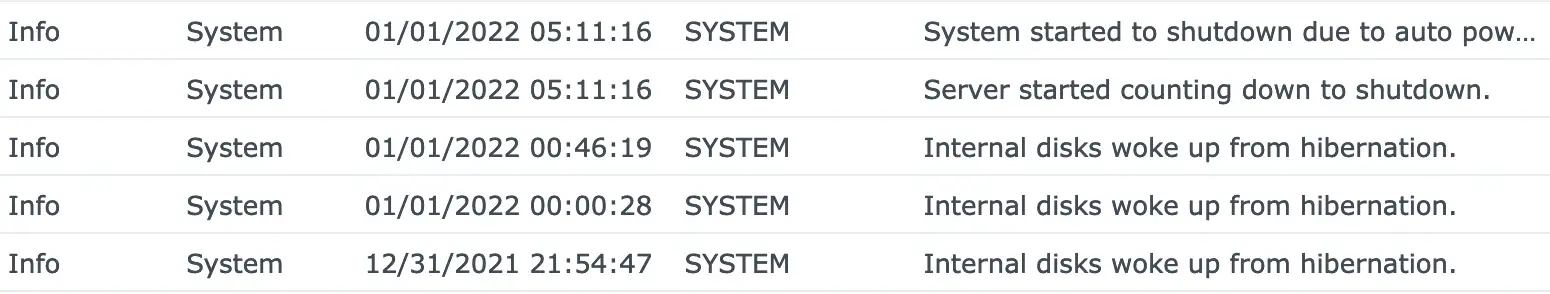 Info System 01/01/2022 05:11:16 SYSTEM System started to shutdown due to auto pow...
Info System 01/01/2022 05:11:16 SYSTEM Server started counting down to shutdown.
Info System 01/01/2022 00:46:19 SYSTEM Internal disks woke up from hibernation.
Info System 01/01/2022 00:00:28 SYSTEM Internal disks woke up from hibernation.
Info System 12/31/2021 21:54:47 SYSTEM Internal disks woke up from hibernation.